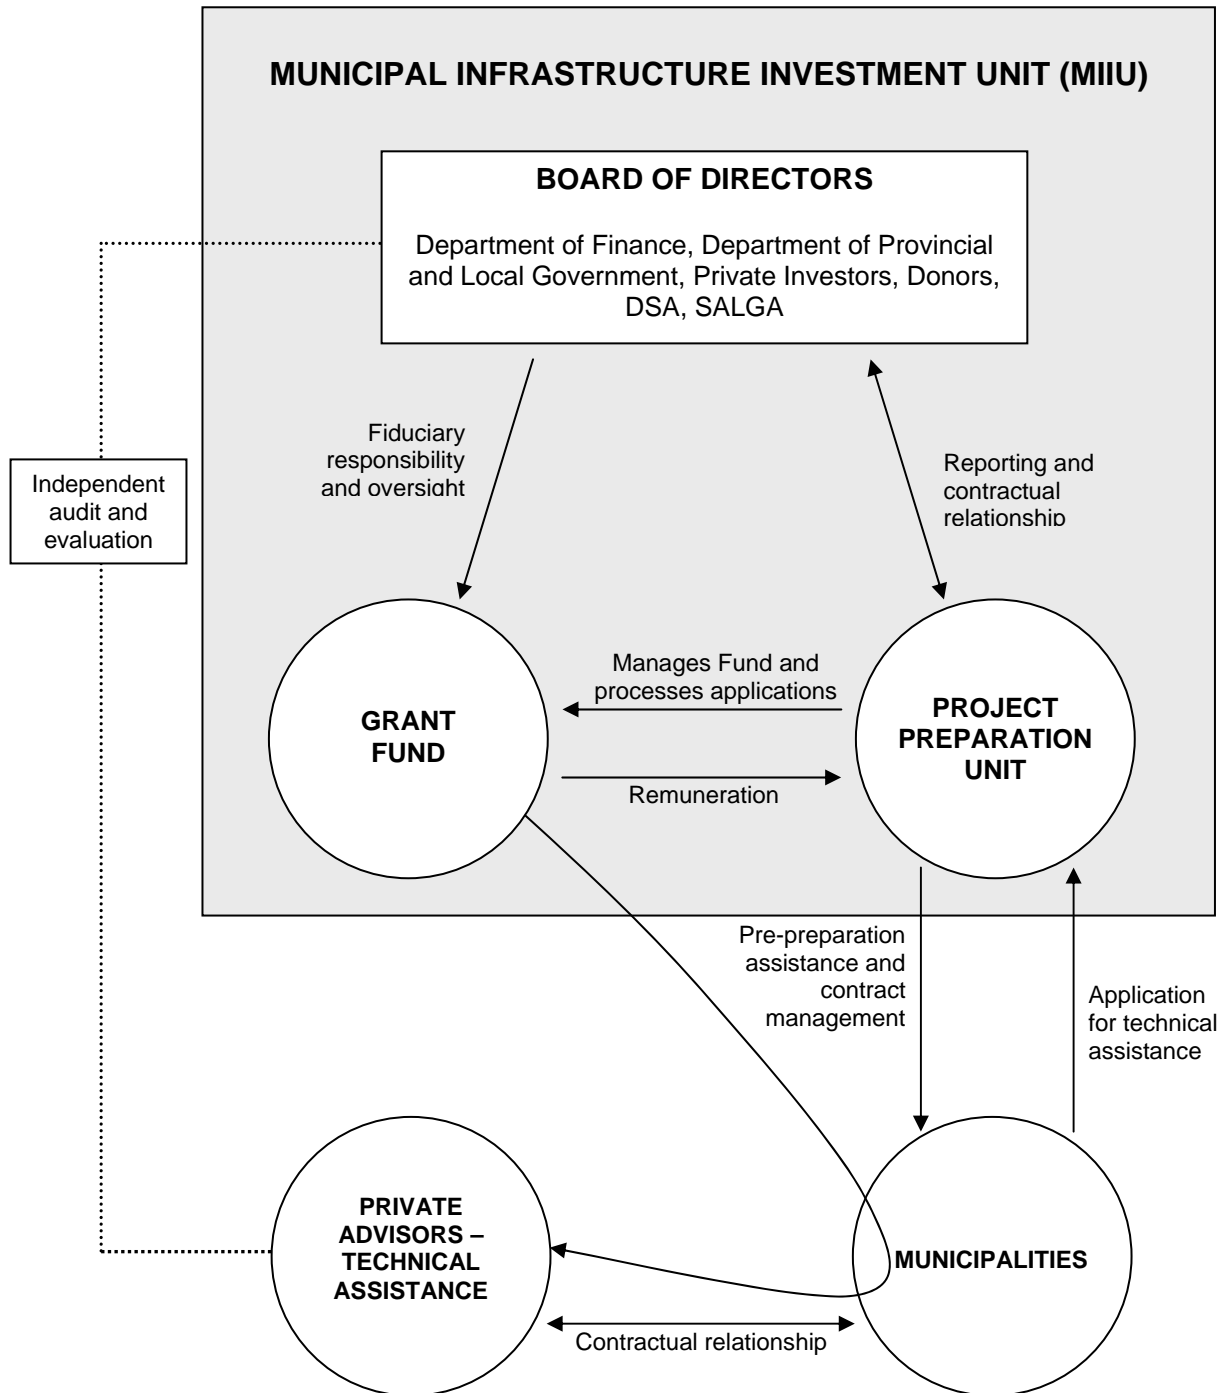 MUNICIPAL INFRASTRUCTURE INVESTMENT UNIT (MIIU)
BOARD OF DIRECTORS
Department of Finance, Department of Provincial
and Local Government, Private Investors, Donors,
DSA, SALGA
Fiduciary
responsibility
and oversight
Reporting and
contractual
relationship
Independent
audit and
evaluation
Manages Fund and
processes applications
GRANT
FUND
PROJECT
PREPARATION
UNIT
Remuneration
Pre-preparation
assistance and
contract
management
Application
for technical
assistance
PRIVATE
ADVISORS –
TECHNICAL
ASSISTANCE
MUNICIPALITIES
Contractual relationship